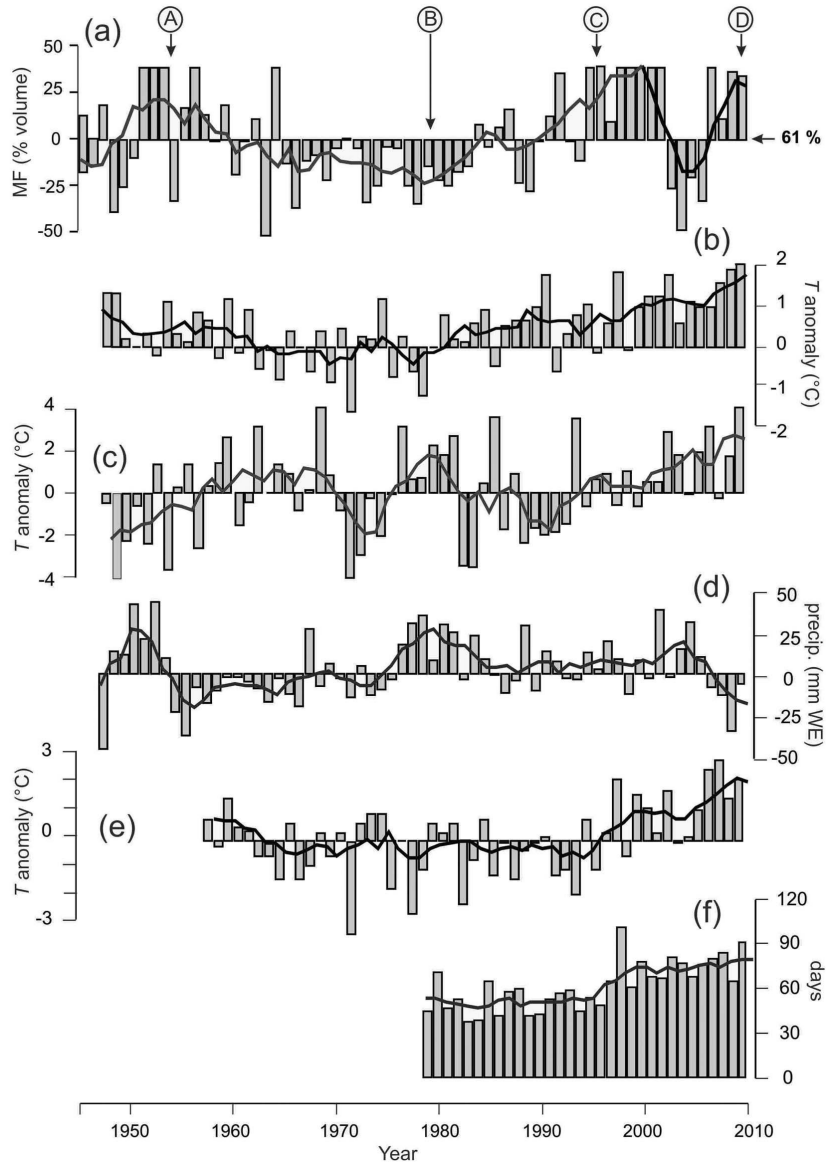 A B C D
(a)
50
25
0
-25
-50
MF (% volume)
61 %
(b)
2
1
0
-1
-2
T anomaly (°C)
4
2
0
-2
-4
T anomaly (°C)
(c)
(d)
50
25
0
-25
-50
precip. (mm WE)
3
0
-3
T anomaly (°C)
(e)
(f)
120
90
60
30
0
days
1950 1960 1970 1980 1990 2000 2010
Year